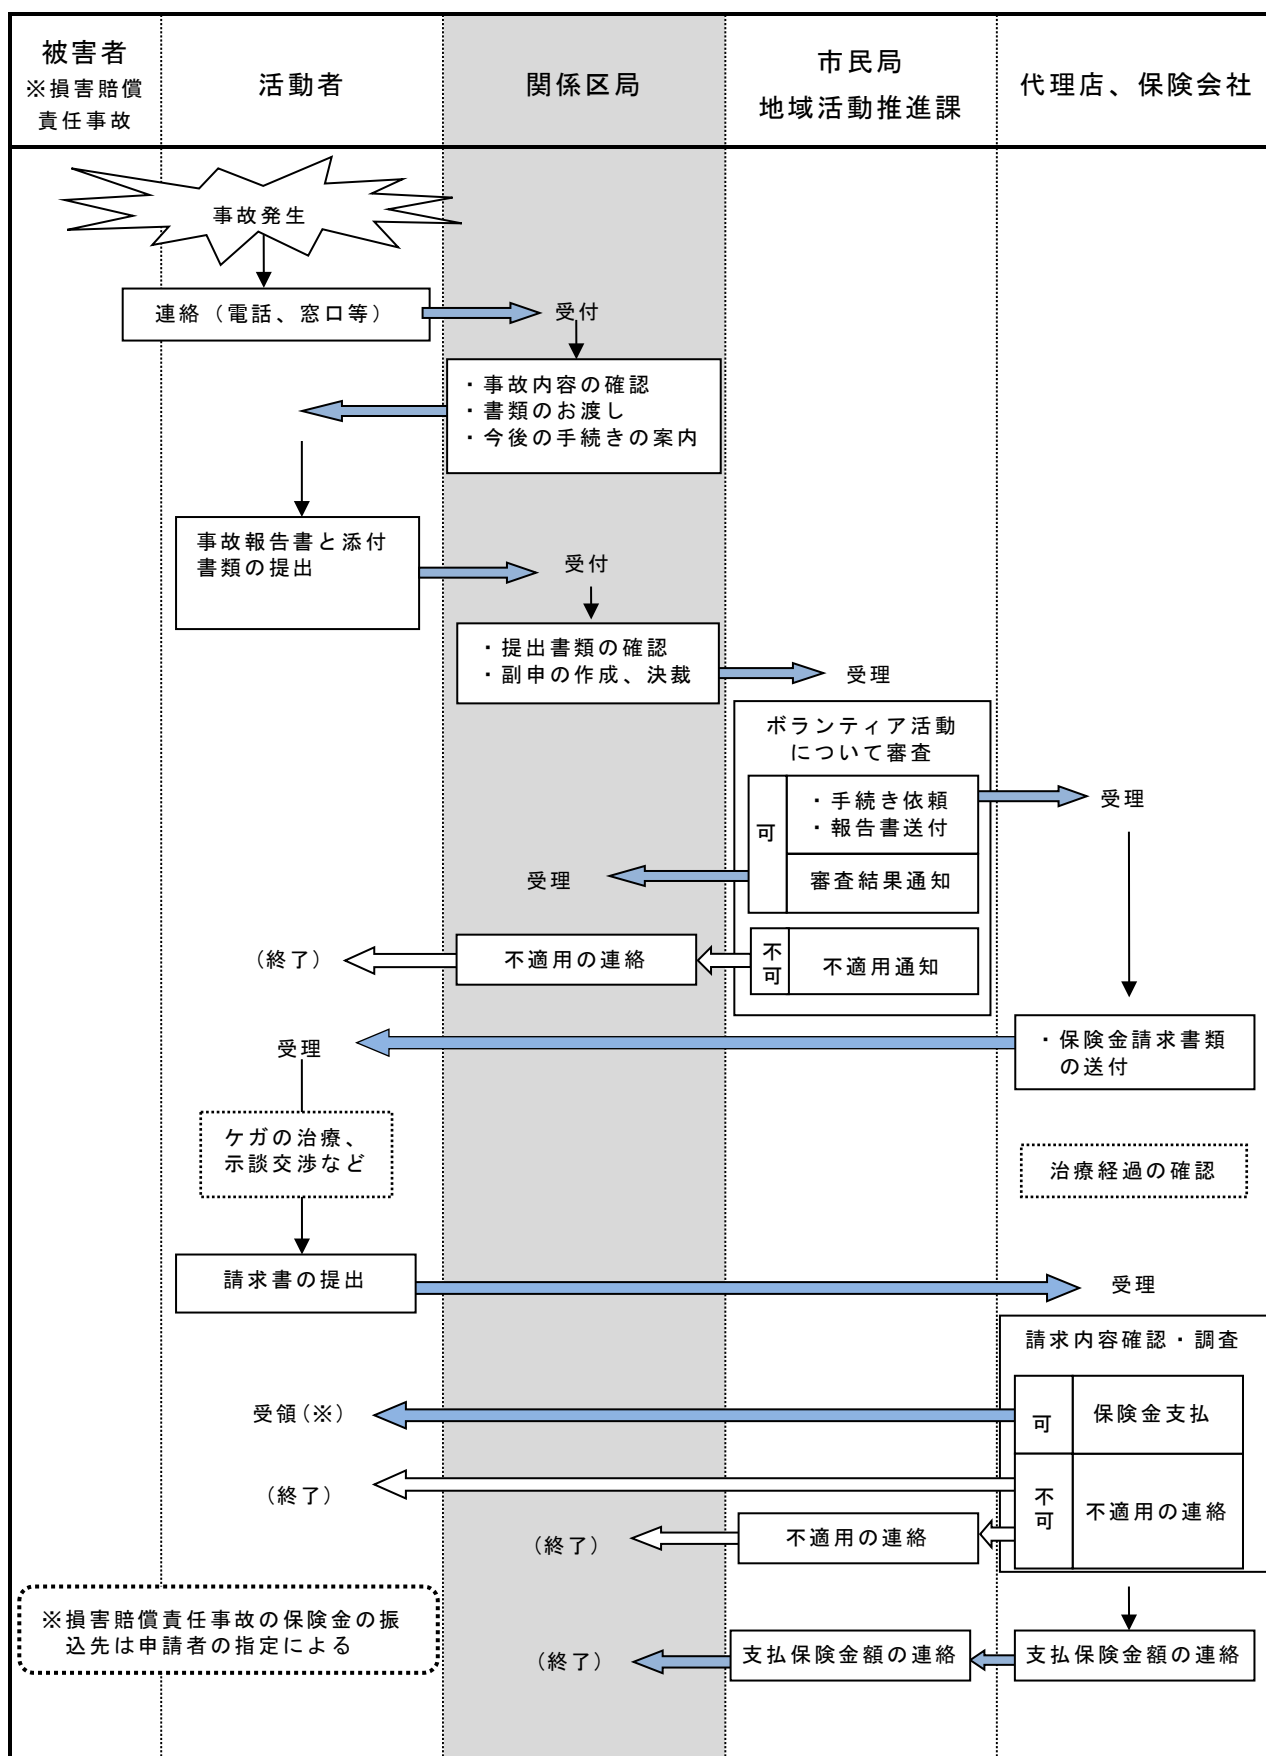 被害者
※損害賠償
責任事故
活動者
関係区局
市民局
地域活動推進課
代理店、保険会社
事故発生
連絡（電話、窓口等）
受付
・事故内容の確認
・書類のお渡し
・今後の手続きの案内
事故報告書と添付
書類の提出
受付
・提出書類の確認
・副申の作成、決裁
受理
ボランティア活動
について審査
可
・手続き依頼
・報告書送付
受理
審査結果通知
受理
不可
不適用通知
不適用の連絡
（終了）
・保険金請求書類
の送付
受理
ケガの治療、
示談交渉など
治療経過の確認
請求書の提出
受理
請求内容確認・調査
可
保険金支払
受領(※)
不可
不適用の連絡
（終了）
不適用の連絡
（終了）
※損害賠償責任事故の保険金の振
込先は申請者の指定による
支払保険金額の連絡
支払保険金額の連絡
（終了）